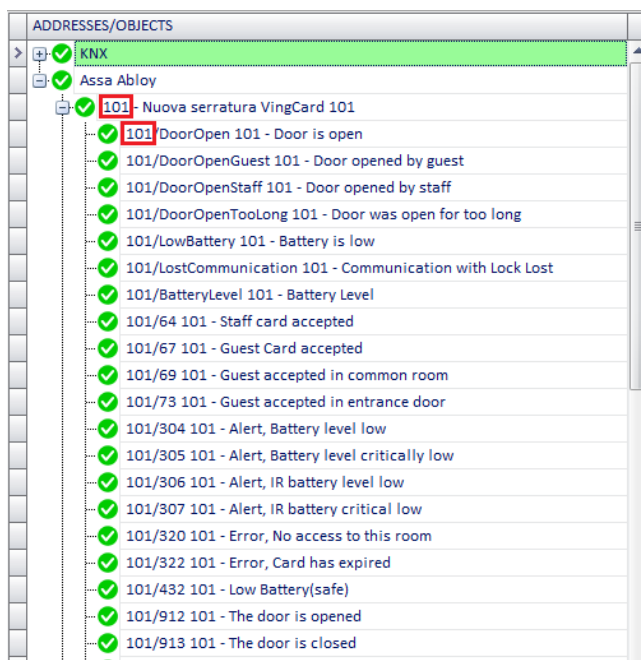 ADDRESSES/OBJECTS
KNX
Assa Abloy
101 - Nuova serratura VingCard 101
101/DoorOpen 101 - Door is open
101/DoorOpenGuest 101 - Door opened by guest
101/DoorOpenStaff 101 - Door opened by staff
101/DoorOpenTooLong 101 - Door was open for too long
101/LowBattery 101 - Battery is low
101/LostCommunication 101 - Communication with Lock Lost
101/BatteryLevel 101 - Battery Level
101/64 101 - Staff card accepted
101/67 101 - Guest Card accepted
101/69 101 - Guest accepted in common room
101/73 101 - Guest accepted in entrance door
101/304 101 - Alert, Battery level low
101/305 101 - Alert, Battery level critically low
101/306 101 - Alert, IR battery level low
101/307 101 - Alert, IR battery critical low
101/320 101 - Error, No access to this room
101/322 101 - Error, Card has expired
101/432 101 - Low Battery(safe)
101/912 101 - The door is opened
101/913 101 - The door is closed